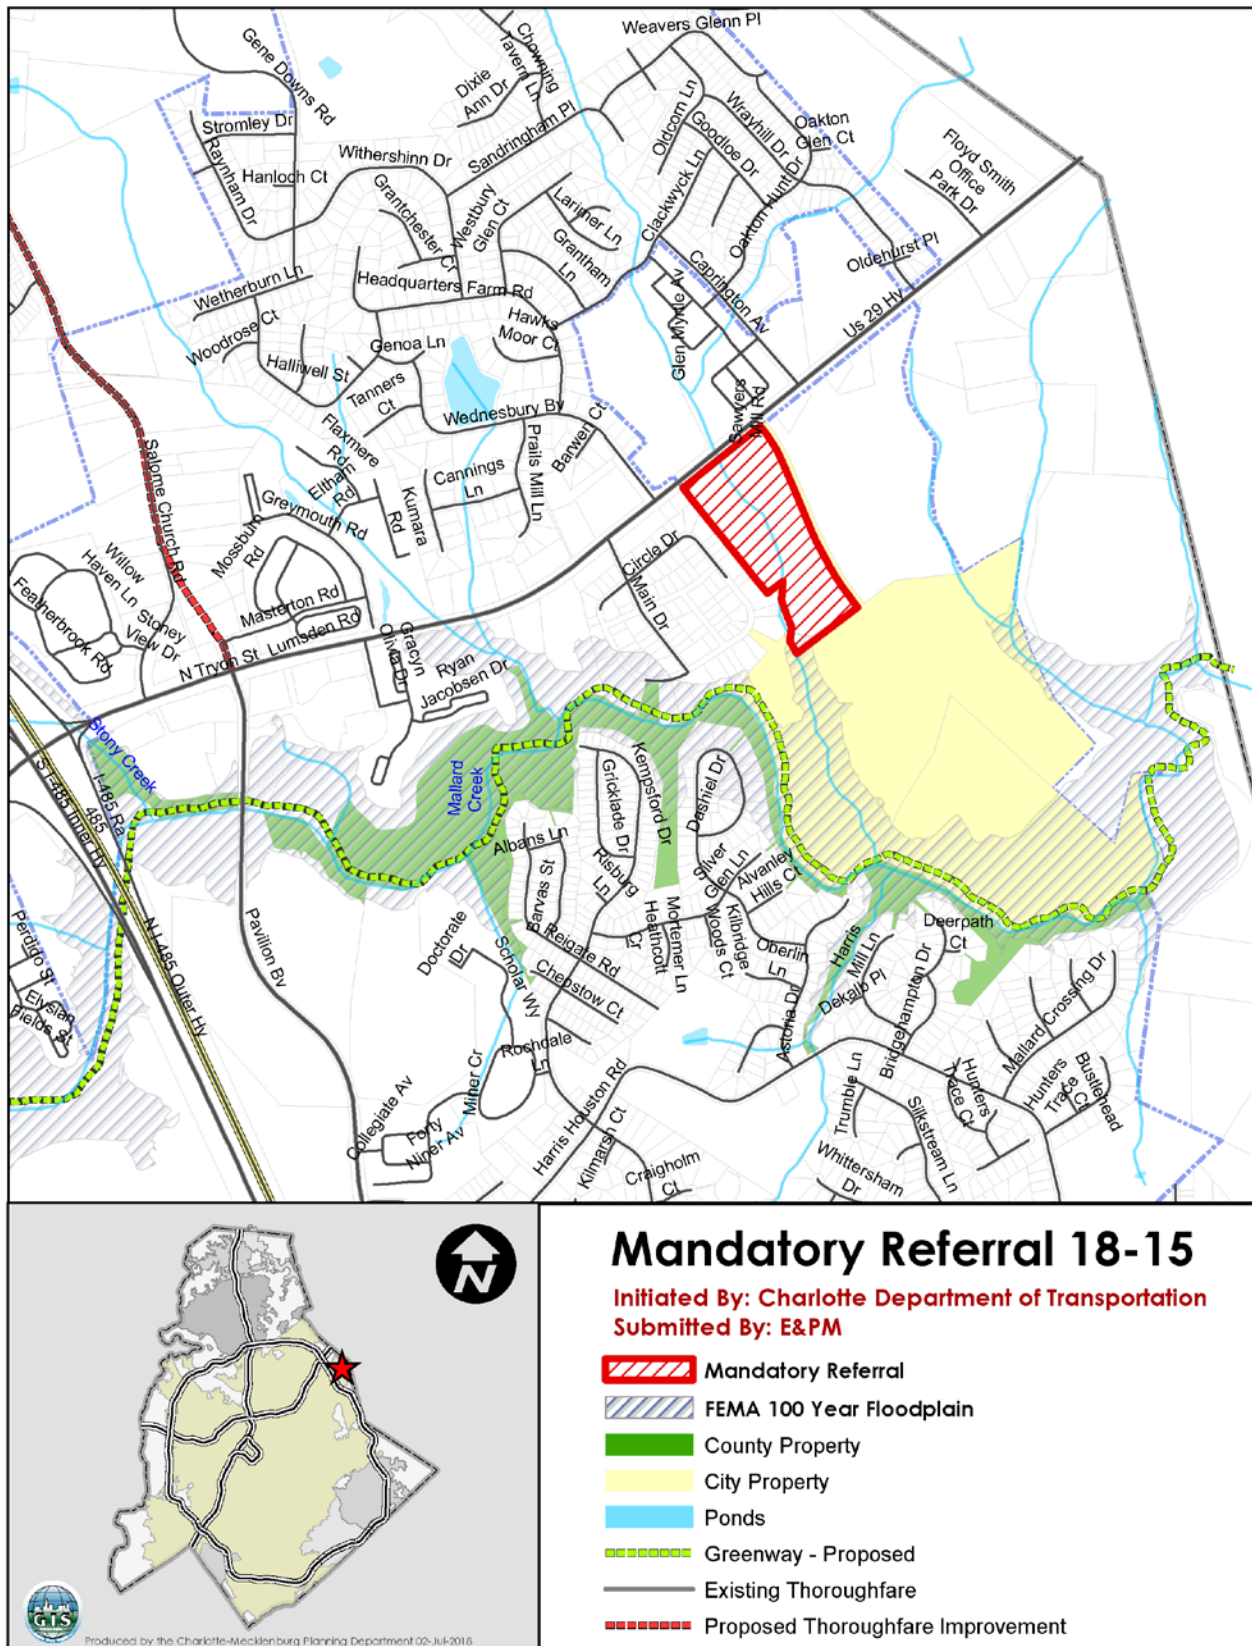 Weavers Glenn Pl
Gene Downs Rd
Chowning
Tavern Ln
Dixie
Ann Dr
Stromley Dr
Raynham Dr
Hanloch Ct
Withershinn Dr
Sandringham Pl
Oldcorn Ln
Goodloe Dr
Wrayhill Dr
Oakton
Glen Ct
Floyd Smith
Office
Park Dr
Grantchester Cr
Westbury
Glen Ct
Larimer Ln
Grantham
Ln
Clackwyck Ln
Oakton Hunt Dr
Oldehurst Pl
Caprington Av
Wetherburn Ln
Headquarters Farm Rd
Hawks
Moor Ct
Glen Myrtle Av
Us 29 Hy
Woodrose Ct
Halliwell St
Genoa Ln
Tanners
Ct
Wednesbury Bv
Sawyers
Mill Rd
Flaxmere
Rd
Eltham
Rd
Kumara
Rd
Cannings
Ln
Prails Mill Ln
Barwen Ct
Salome Church Rd
Greymouth Rd
Mossburn
Rd
Willow
Haven Ln
Stoney
View Dr
Featherbrook Rd
Masterton Rd
Lumsden Rd
N Tryon St
Circle Dr
Main Dr
Gracyn
Olivia Dr
Ryan
Jacobsen Dr
Stony Creek
S I-485 Inner Hy
I-485 Ra
485
Mallard
Creek
Gricklade Dr
Kempsford Dr
Dashiel Dr
Albans Ln
Barvas St
Risburg
Ln
Silver
Glen Ln
Alvanley
Hills Ct
N I-485 Outer Hy
Pavilion Bv
Perdigo St
Elysian
Fields St
Doctorate
Dr
Scholar Wy
Reigate Rd
Chepstow Ct
Cr
Heathcott
Mortemer Ln
Woods Ct
Kilbridge
Oberlin
Ln
Harris
Mill Ln
Dekalb Pl
Deerpath
Ct
Bridgehampton Dr
Mallard Crossing Dr
Astoria Dr
Rochdale
Ln
Miner Cr
Collegiate Av
Forty
Niner Av
Harris Houston Rd
Kilmarsh Ct
Craigholm
Ct
Trumble Ln
Silkstream Ln
Hunters
Trace Ct
Hunters
Trace
Ct
Bustlehead
Whittersham
Dr
N
GIS
Produced by the Charlotte-Mecklenburg Planning Department 02-Jul-2018
Mandatory Referral 18-15
Initiated By: Charlotte Department of Transportation
Submitted By: E&PM
Mandatory Referral
FEMA 100 Year Floodplain
County Property
City Property
Ponds
Greenway - Proposed
Existing Thoroughfare
Proposed Thoroughfare Improvement